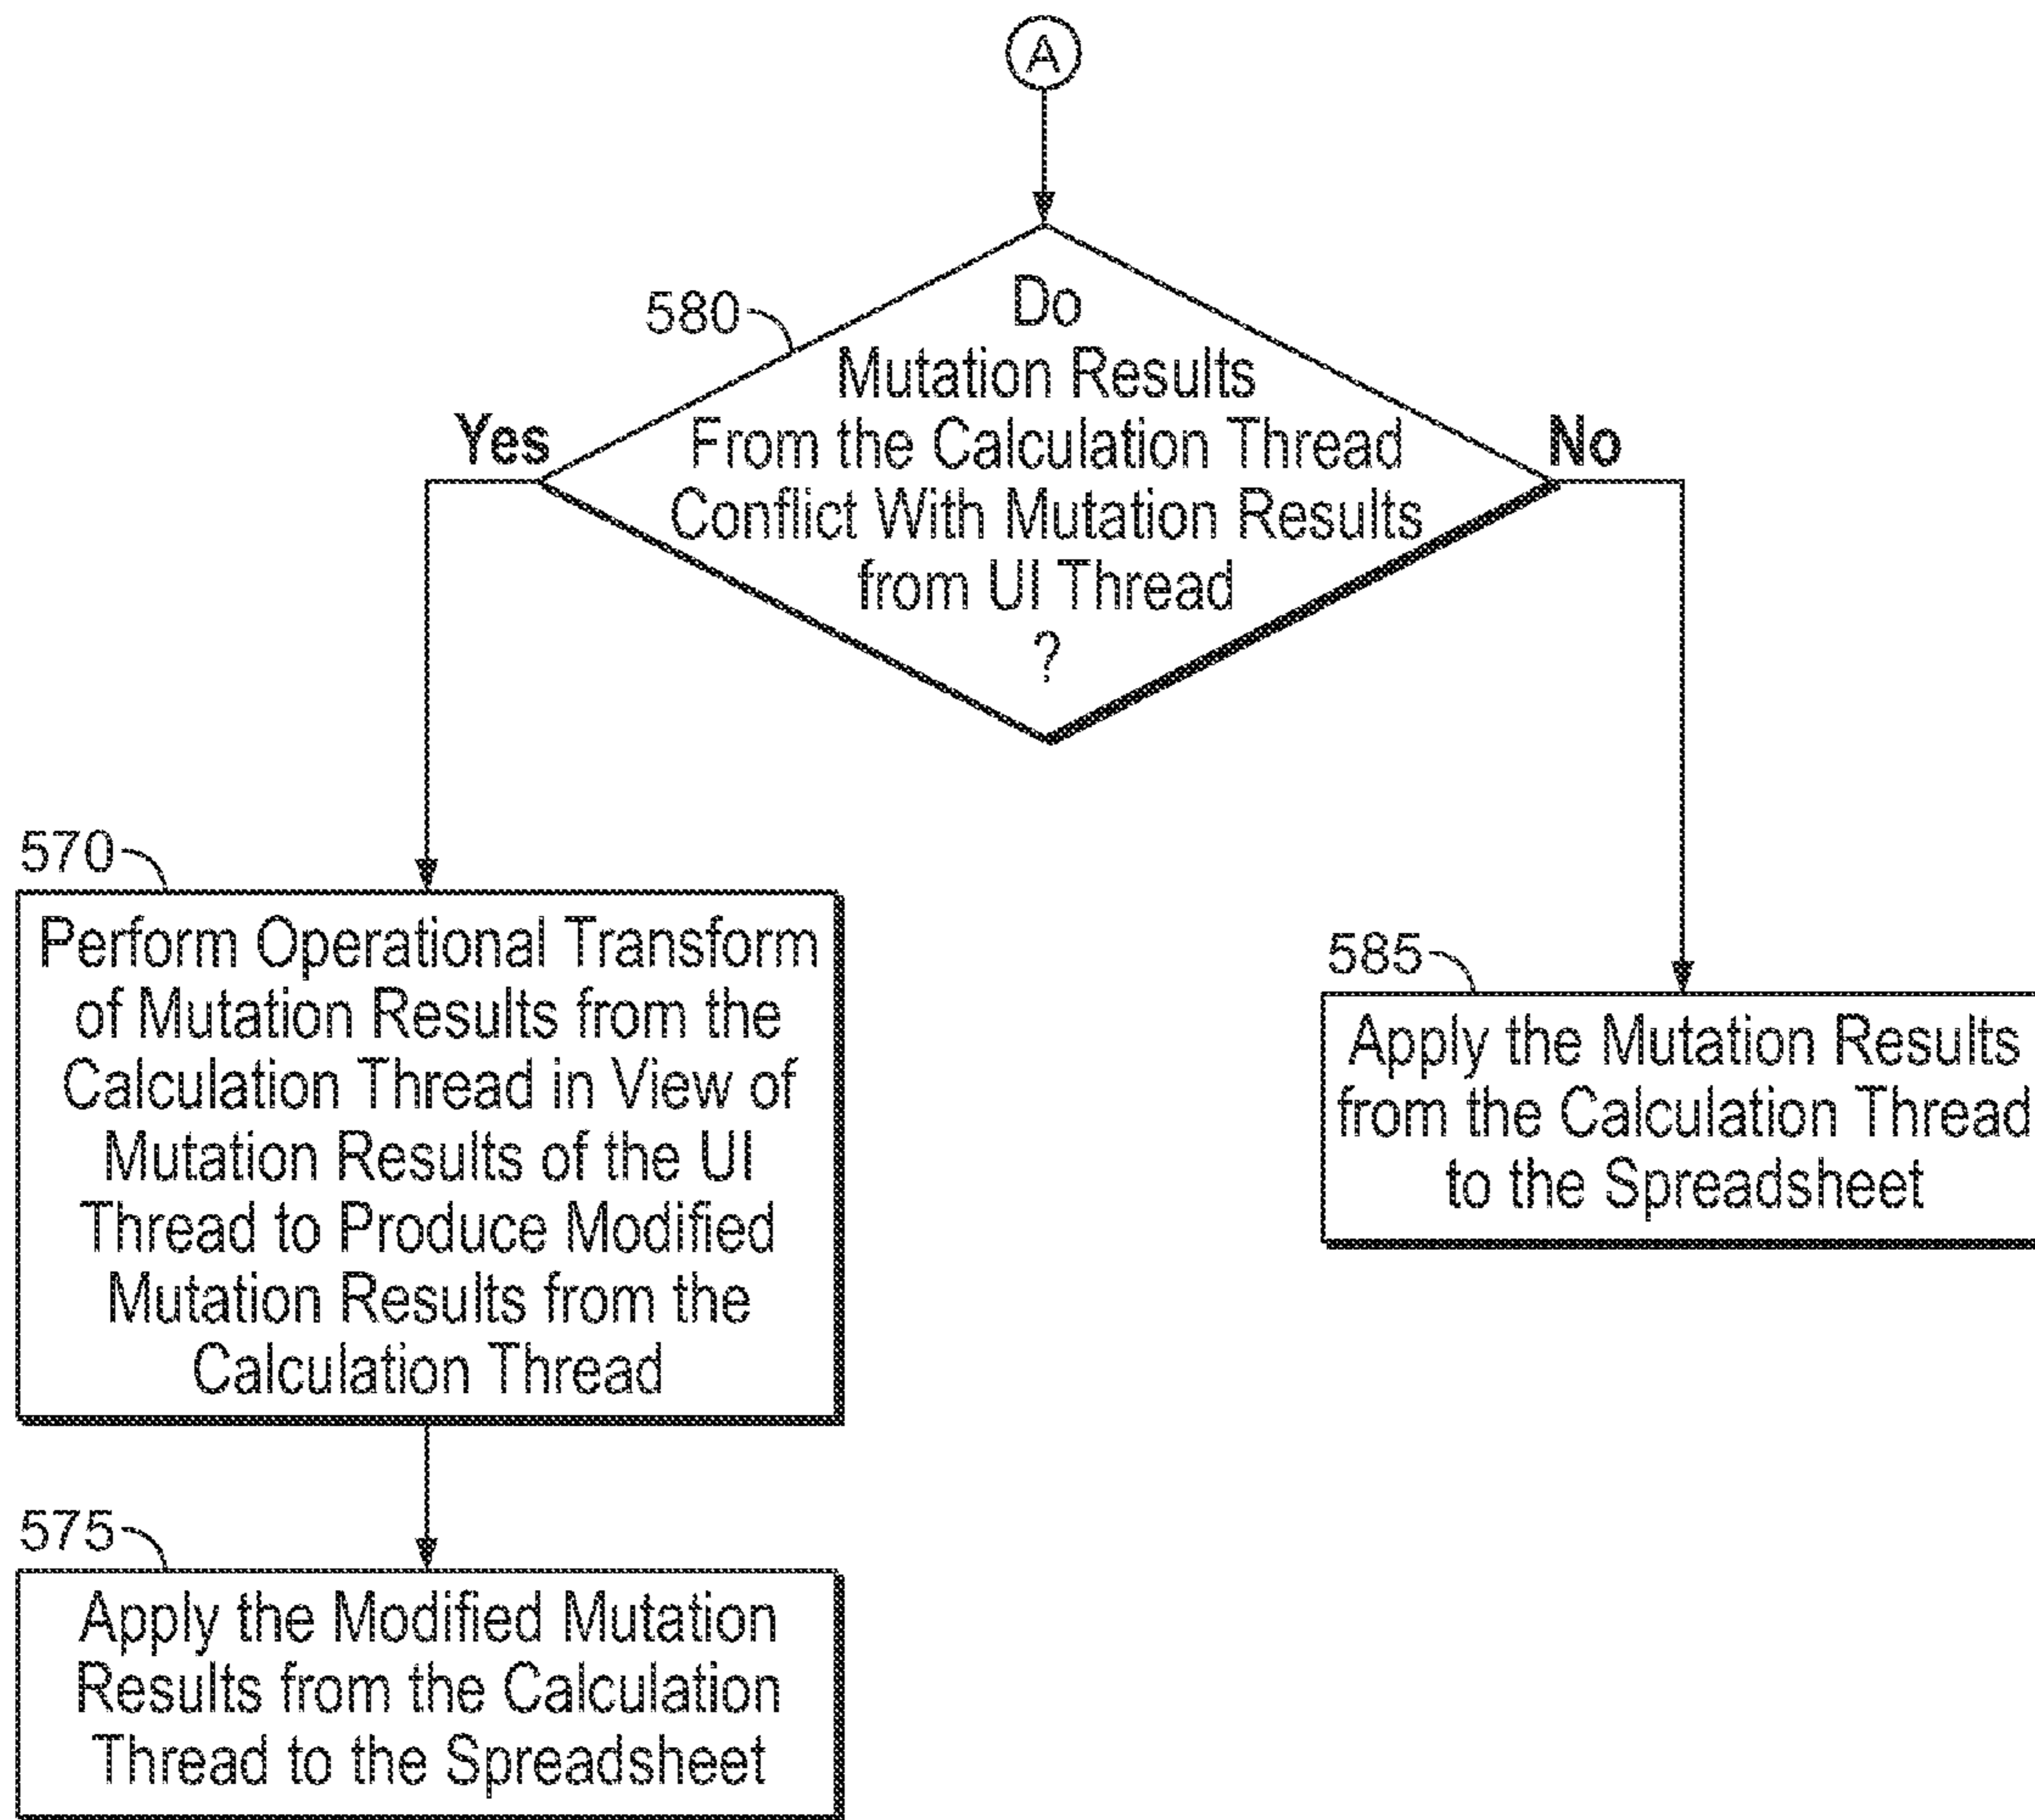 A
580
Do
Mutation Results
From the Calculation Thread
Conflict With Mutation Results
from UI Thread
?
Yes
No
570
Perform Operational Transform
of Mutation Results from the
Calculation Thread in View of
Mutation Results of the UI
Thread to Produce Modified
Mutation Results from the
Calculation Thread
585
Apply the Mutation Results
from the Calculation Thread
to the Spreadsheet
575
Apply the Modified Mutation
Results from the Calculation
Thread to the Spreadsheet